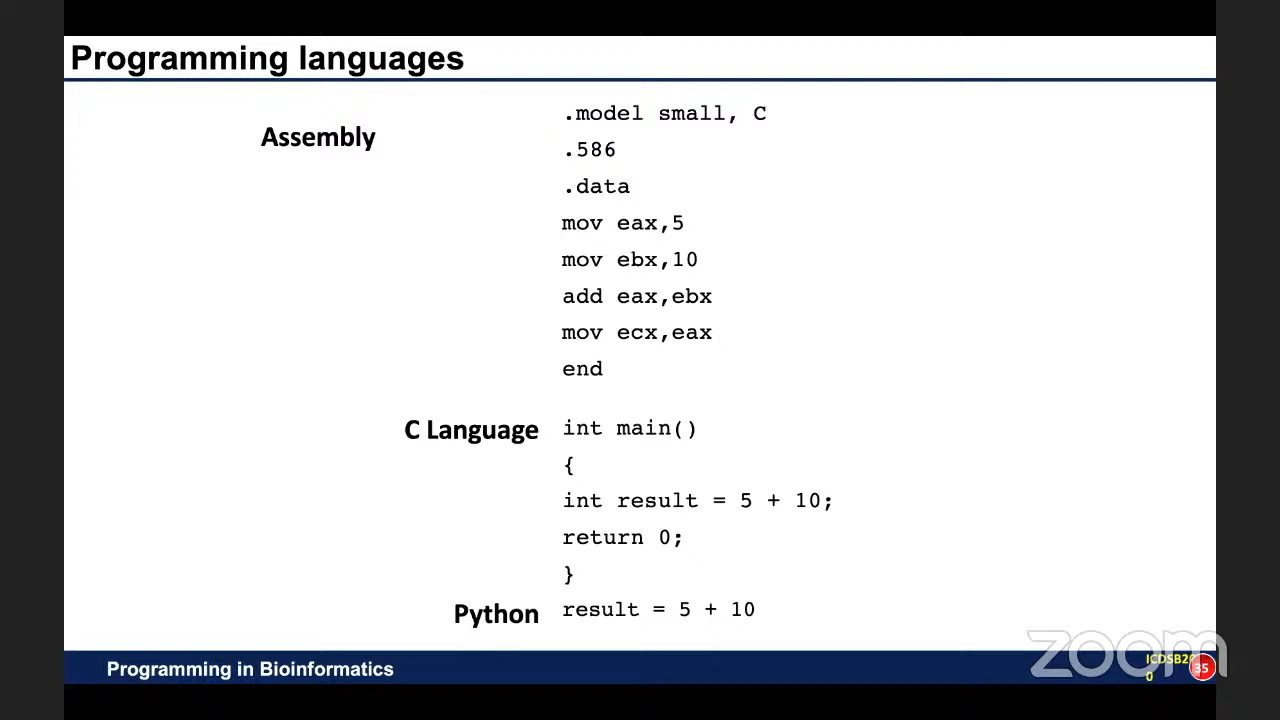 Programming languages
Assembly
.model small, C
.586
.data
mov eax,5
mov ebx,10
add eax,ebx
mov ecx,eax
end
C Language
int main()
{
int result = 5 + 10;
return 0;
}
Python
result = 5 + 10
Programming in Bioinformatics
zoom
35